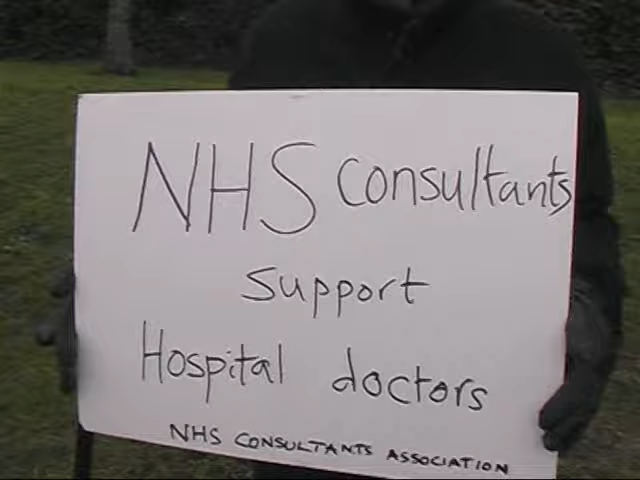 NHS consultants
support
Hospital doctors
NHS CONSULTANTS ASSOCIATION